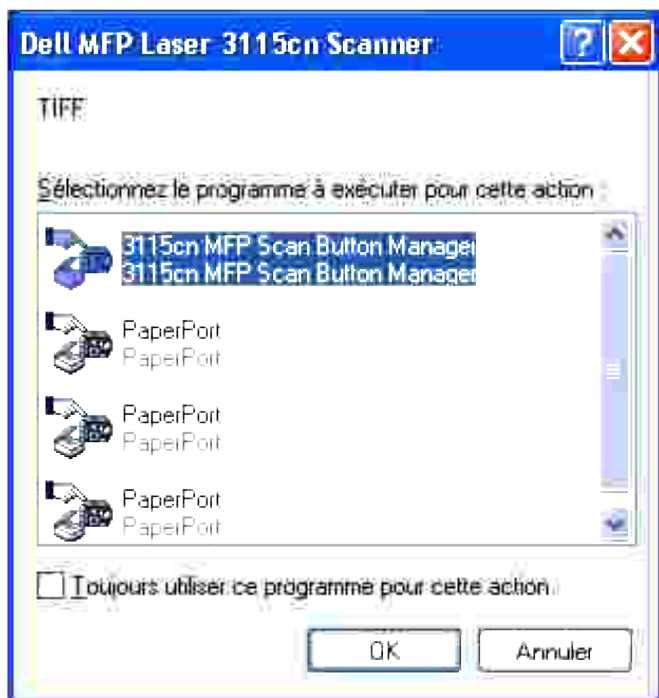 Dell MFP Laser 3115cn Scanner
TIFF
Sélectionnez le programme à exécuter pour cette action :
3115cn MFP Scan Button Manager
3115cn MFP Scan Button Manager
PaperPort
PaperPort
PaperPort
PaperPort
PaperPort
PaperPort
Toujours utiliser ce programme pour cette action.
OK
Annuler